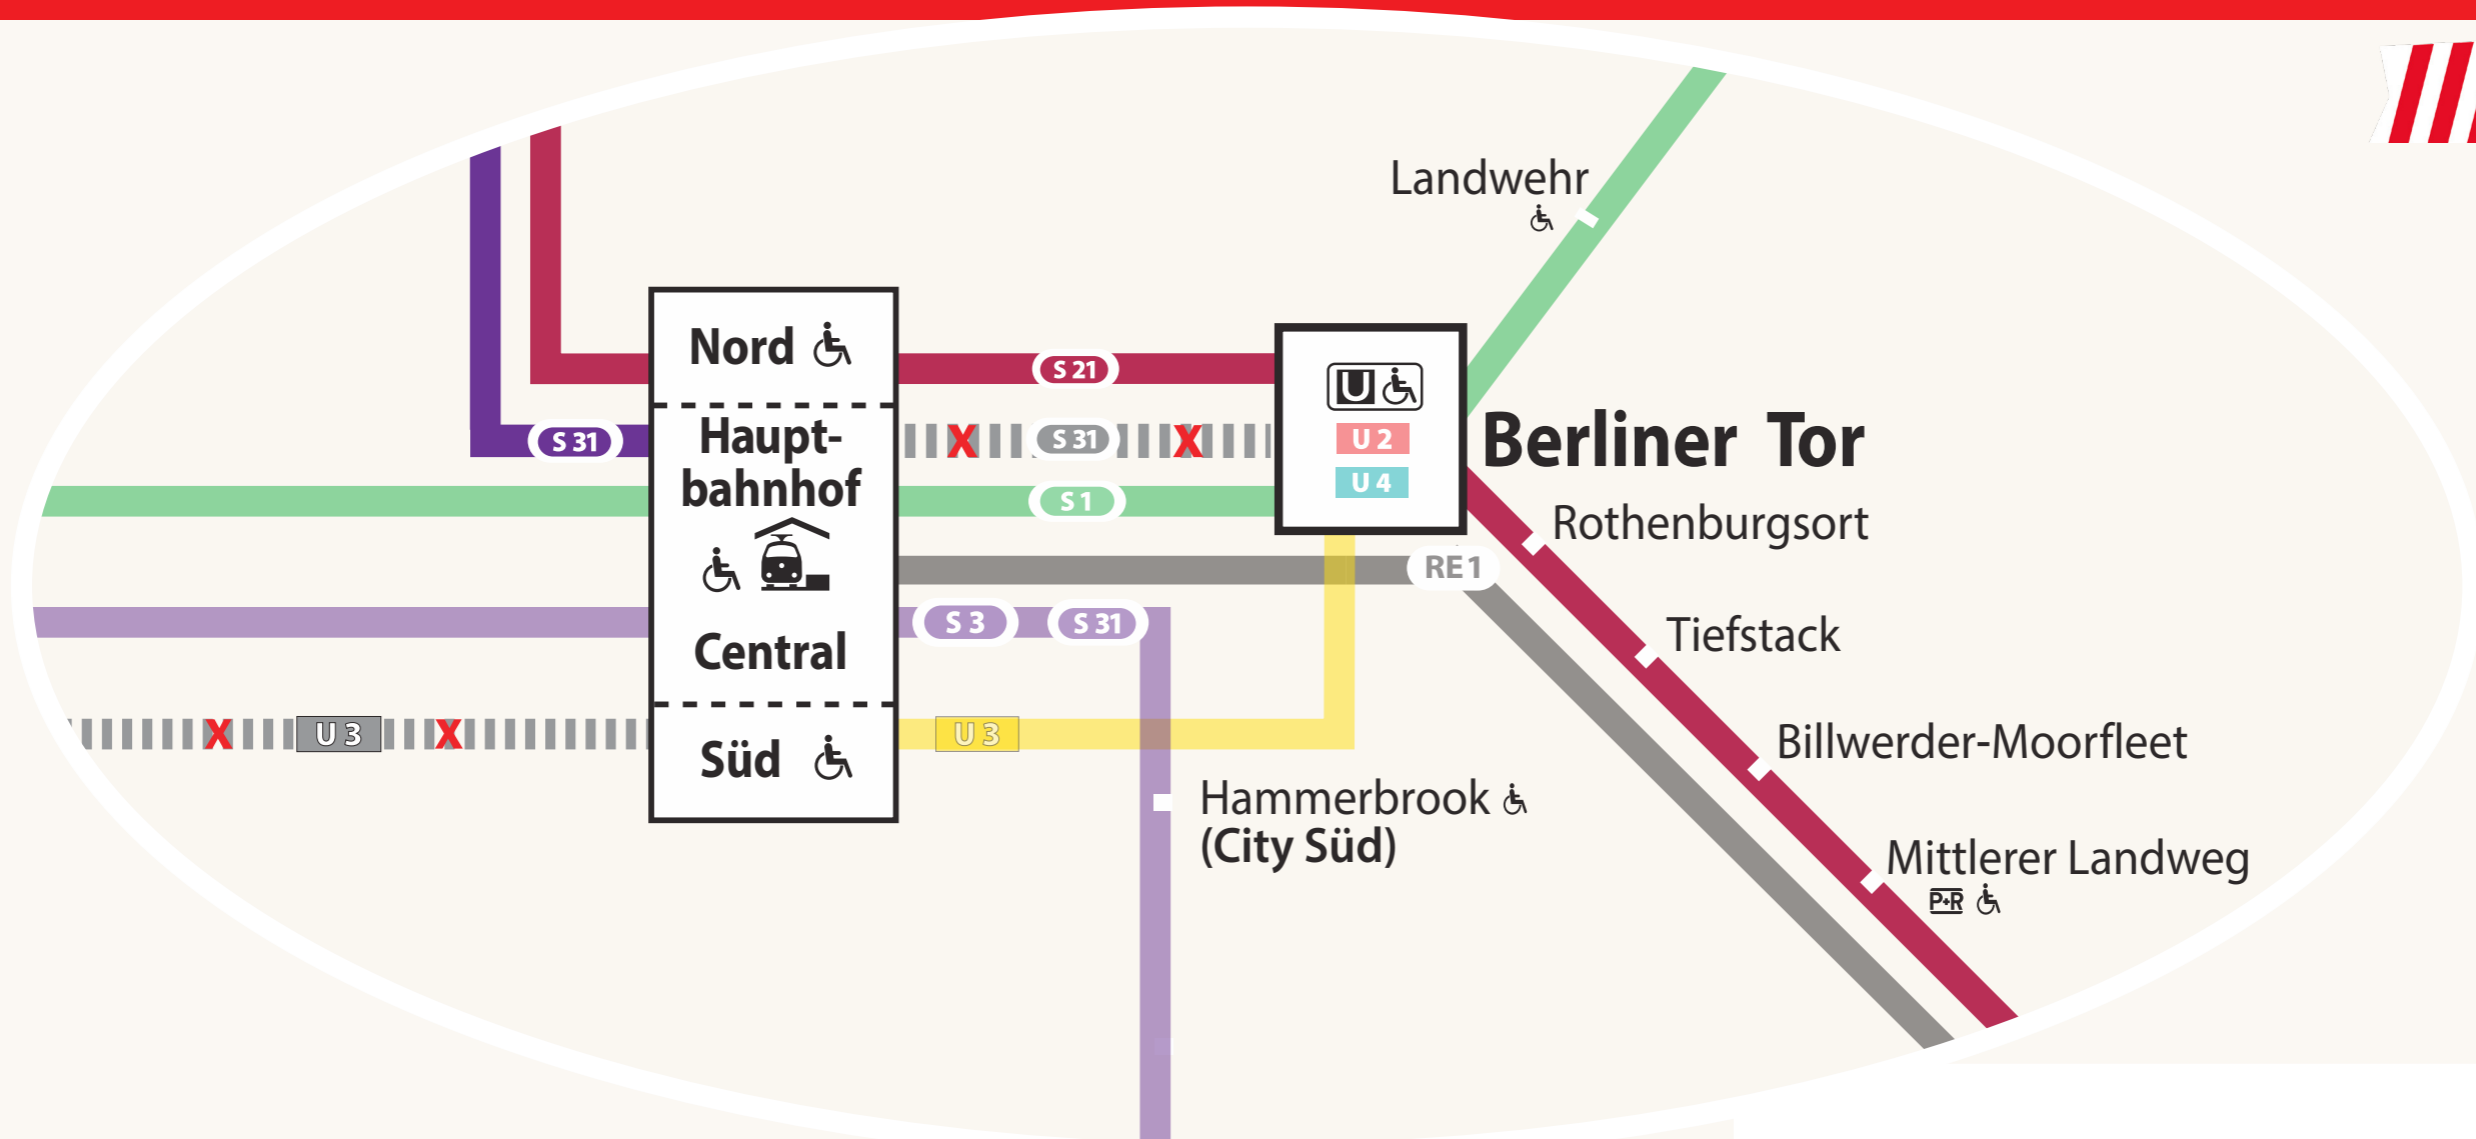 Landwehr
Nord
S 21
Haupt-
bahnhof
Central
Süd
S 31
X
S 31
X
S 1
U
U 2
U 4
Berliner Tor
Rothenburgsort
RE 1
S 3
S 31
Tiefstack
X
U 3
X
U 3
Billwerder-Moorfleet
Hammerbrook
(City Süd)
Mittlerer Landweg
P+R